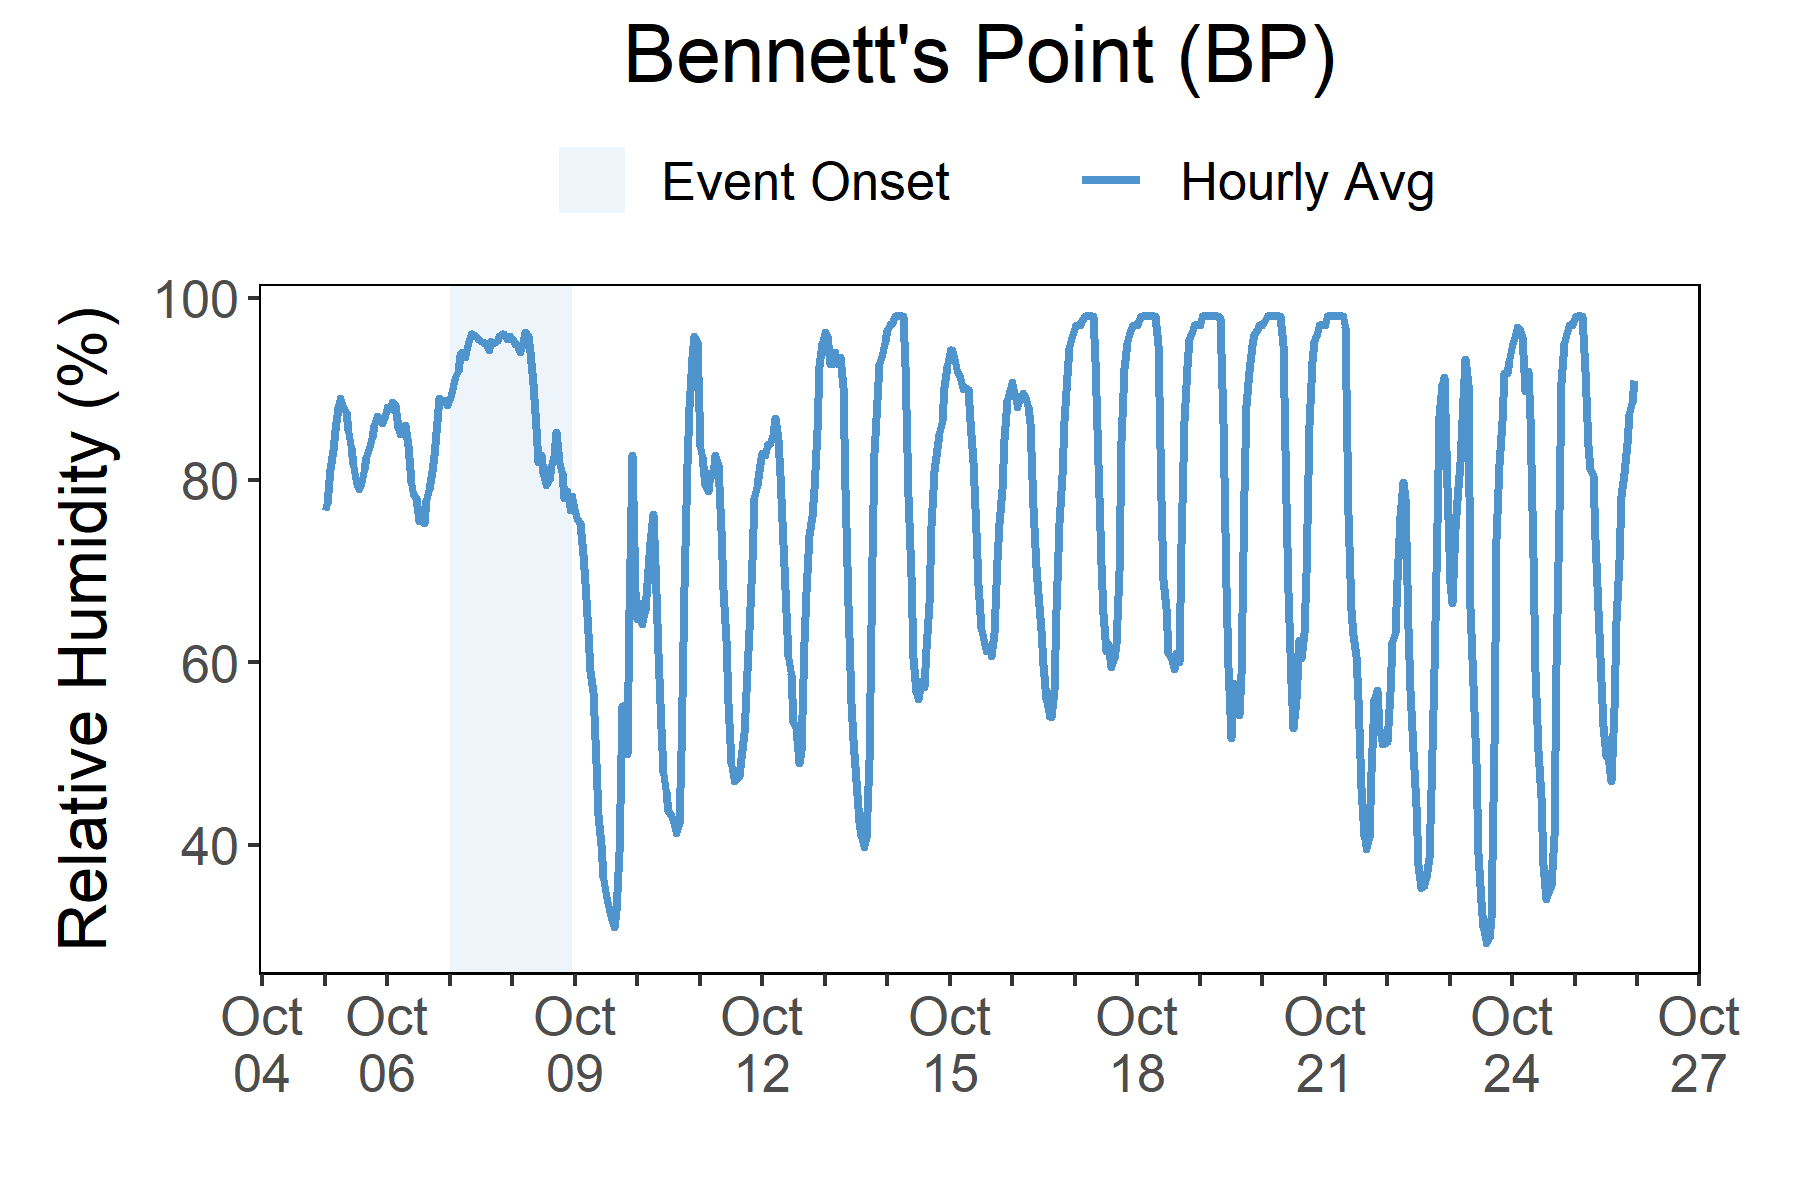 Bennett's Point (BP)
Event Onset Hourly Avg
Relative Humidity (%)
100
80
60
40
Oct Oct Oct Oct Oct Oct Oct Oct Oct
04 06 09 12 15 18 21 24 27